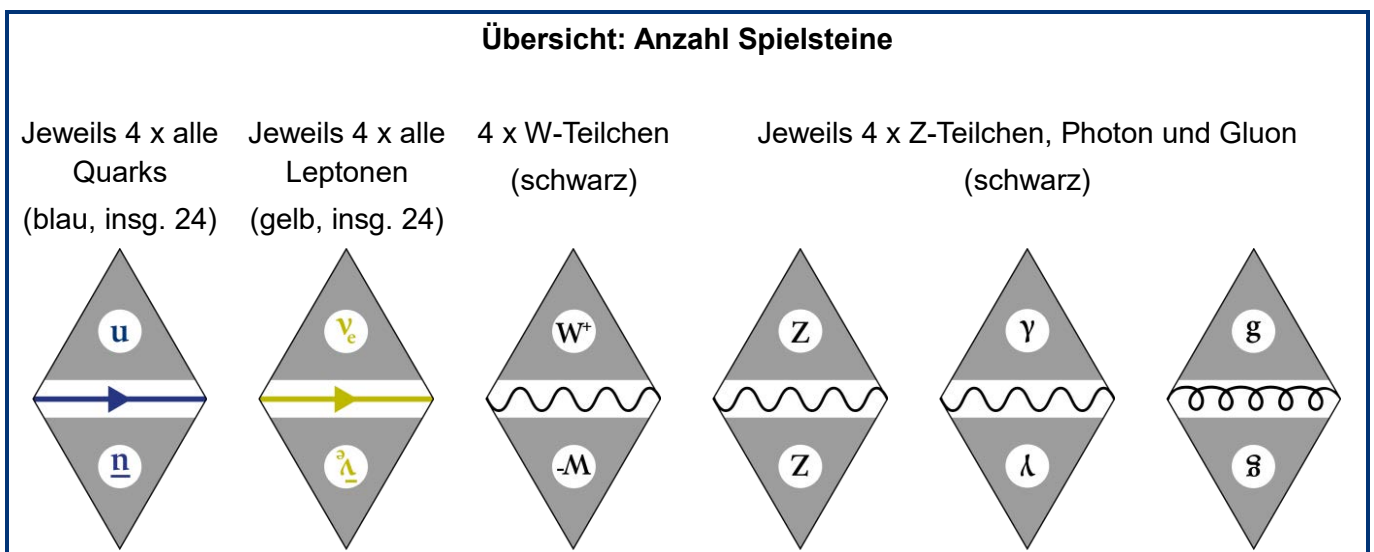 Übersicht: Anzahl Spielsteine
Jeweils 4 x alle
Quarks
(blau, insg. 24)
Jeweils 4 x alle
Leptonen
(gelb, insg. 24)
4 x W-Teilchen
(schwarz)
Jeweils 4 x Z-Teilchen, Photon und Gluon
(schwarz)
u
νₑ
W⁺
Z
γ
g
u̅
ν̅ₑ
W⁻
Z
γ
g